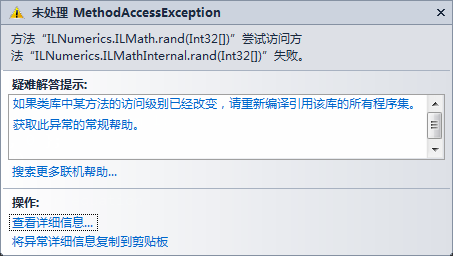 未处理 MethodAccessException
方法“ILNumerics.ILMath.rand(Int32[])”尝试访问方
法“ILNumerics.ILMathInternal.rand(Int32[])”失败。
疑难解答提示:
如果类库中某方法的访问级别已经改变，请重新编译引用该库的所有程序集。
获取此异常的常规帮助。
搜索更多联机帮助...
操作:
查看详细信息...
将异常详细信息复制到剪贴板